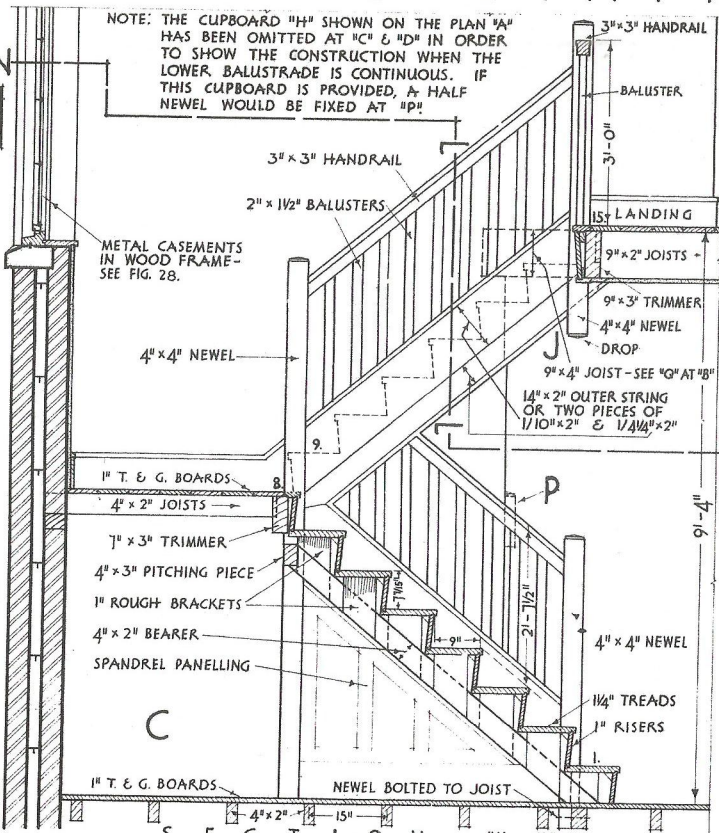 NOTE: THE CUPBOARD "H" SHOWN ON THE PLAN "A"
HAS BEEN OMITTED AT "C" & "D" IN ORDER
TO SHOW THE CONSTRUCTION WHEN THE
LOWER BALUSTRADE IS CONTINUOUS. IF
THIS CUPBOARD IS PROVIDED, A HALF
NEWEL WOULD BE FIXED AT "P".
3" x 3" HANDRAIL
BALUSTER
3'-0"
3" x 3" HANDRAIL
2" x 1½" BALUSTERS
15.
LANDING
METAL CASEMENTS
IN WOOD FRAME-
SEE FIG. 28.
9" x 2" JOISTS
9" x 3" TRIMMER
4" x 4" NEWEL
DROP
4" x 4" NEWEL
J
9" x 4" JOIST - SEE "Q" AT "B"
14" x 2" OUTER STRING
OR TWO PIECES OF
1/10" x 2" & 1/4¼" x 2"
9.
1" T. & G. BOARDS
8.
P
4" x 2" JOISTS
7" x 3" TRIMMER
9'-4"
4" x 3" PITCHING PIECE
1" ROUGH BRACKETS
7 7/15"
2'-7½"
4" x 2" BEARER
9"
4" x 4" NEWEL
SPANDREL PANELLING
1¼" TREADS
1" RISERS
C
1.
1" T. & G. BOARDS
NEWEL BOLTED TO JOIST
4" x 2"
15"